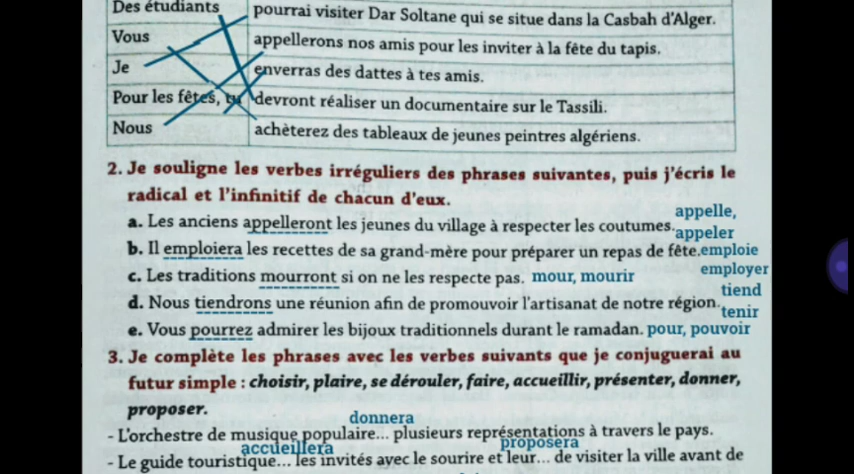 Des étudiants pourrai visiter Dar Soltane qui se situe dans la Casbah d'Alger.
Vous appellerons nos amis pour les inviter à la fête du tapis.
Je enverras des dattes à tes amis.
Pour les fêtes, tu devront réaliser un documentaire sur le Tassili.
Nous achèterez des tableaux de jeunes peintres algériens.
2. Je souligne les verbes irréguliers des phrases suivantes, puis j'écris le
radical et l'infinitif de chacun d'eux.
appelle,
a. Les anciens appelleront les jeunes du village à respecter les coutumes. appeler
b. Il emploiera les recettes de sa grand-mère pour préparer un repas de fête. emploie
employer
c. Les traditions mourront si on ne les respecte pas. mour, mourir
tiend
d. Nous tiendrons une réunion afin de promouvoir l'artisanat de notre région. tenir
e. Vous pourrez admirer les bijoux traditionnels durant le ramadan. pour, pouvoir
3. Je complète les phrases avec les verbes suivants que je conjuguerai au
futur simple : choisir, plaire, se dérouler, faire, accueillir, présenter, donner,
proposer.
donnera
- L'orchestre de musique populaire... plusieurs représentations à travers le pays.
accueillera proposera
- Le guide touristique... les invités avec le sourire et leur... de visiter la ville avant de